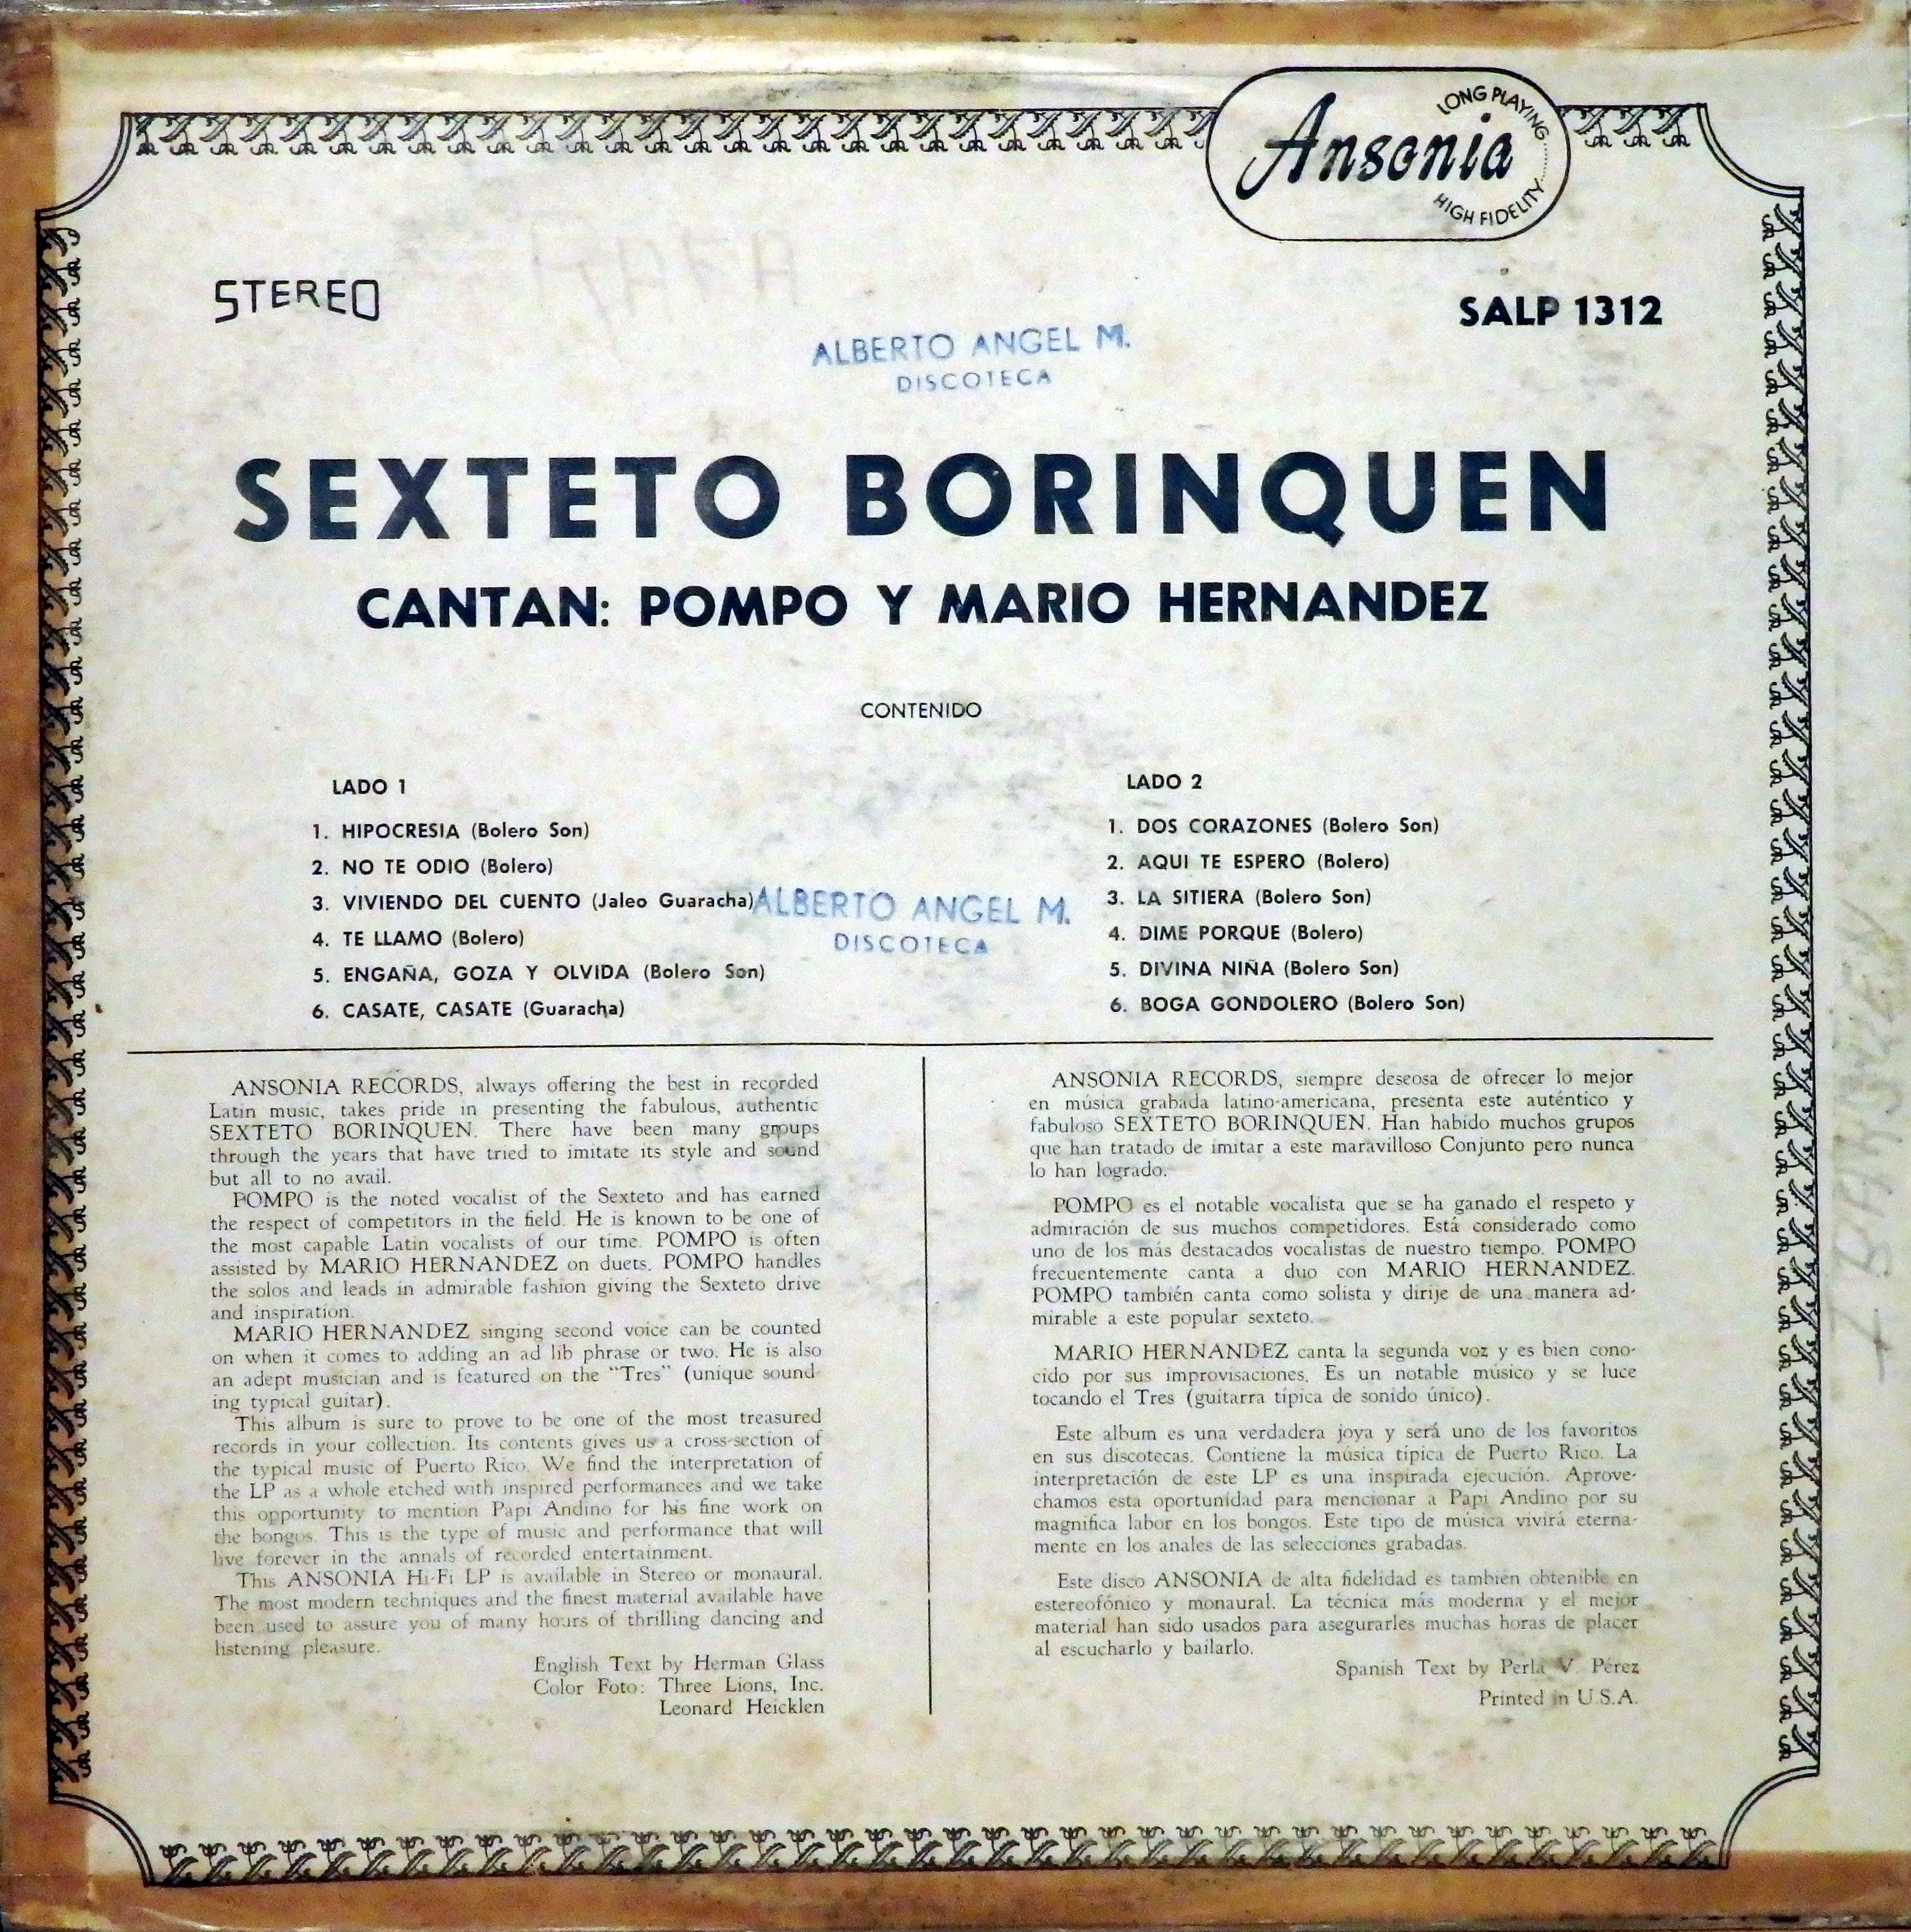 Ansonia
LONG PLAYING
HIGH FIDELITY
STEREO
SALP 1312
ALBERTO ANGEL M.
DISCOTECA
SEXTETO BORINQUEN
CANTAN: POMPO Y MARIO HERNANDEZ
CONTENIDO
LADO 1
1. HIPOCRESIA (Bolero Son)
2. NO TE ODIO (Bolero)
3. VIVIENDO DEL CUENTO (Jaleo Guaracha)
4. TE LLAMO (Bolero)
5. ENGAÑA, GOZA Y OLVIDA (Bolero Son)
6. CASATE, CASATE (Guaracha)
ALBERTO ANGEL M.
DISCOTECA
LADO 2
1. DOS CORAZONES (Bolero Son)
2. AQUI TE ESPERO (Bolero)
3. LA SITIERA (Bolero Son)
4. DIME PORQUE (Bolero)
5. DIVINA NIÑA (Bolero Son)
6. BOGA GONDOLERO (Bolero Son)
ANSONIA RECORDS, always offering the best in recorded
Latin music, takes pride in presenting the fabulous, authentic
SEXTETO BORINQUEN. There have been many groups
through the years that have tried to imitate its style and sound
but all to no avail.
POMPO is the noted vocalist of the Sexteto and has earned
the respect of competitors in the field. He is known to be one of
the most capable Latin vocalists of our time. POMPO is often
assisted by MARIO HERNANDEZ on duets. POMPO handles
the solos and leads in admirable fashion giving the Sexteto drive
and inspiration.
MARIO HERNANDEZ singing second voice can be counted
on when it comes to adding an ad lib phrase or two. He is also
an adept musician and is featured on the "Tres" (unique sound-
ing typical guitar).
This album is sure to prove to be one of the most treasured
records in your collection. Its contents gives us a cross-section of
the typical music of Puerto Rico. We find the interpretation of
the LP as a whole etched with inspired performances and we take
this opportunity to mention Papi Andino for his fine work on
the bongos. This is the type of music and performance that will
live forever in the annals of recorded entertainment.
This ANSONIA Hi-Fi LP is available in Stereo or monaural.
The most modern techniques and the finest material available have
been used to assure you of many hours of thrilling dancing and
listening pleasure.
English Text by Herman Glass
Color Foto: Three Lions, Inc.
Leonard Heicklen
ANSONIA RECORDS, siempre deseosa de ofrecer lo mejor
en música grabada latino-americana, presenta este auténtico y
fabuloso SEXTETO BORINQUEN. Han habido muchos grupos
que han tratado de imitar a este maravilloso Conjunto pero nunca
lo han logrado.
POMPO es el notable vocalista que se ha ganado el respeto y
admiración de sus muchos competidores. Está considerado como
uno de los más destacados vocalistas de nuestro tiempo. POMPO
frecuentemente canta a duo con MARIO HERNANDEZ.
POMPO también canta como solista y dirije de una manera ad-
mirable a este popular sexteto.
MARIO HERNANDEZ canta la segunda voz y es bien cono-
cido por sus improvisaciones. Es un notable músico y se luce
tocando el Tres (guitarra típica de sonido único).
Este album es una verdadera joya y será uno de los favoritos
en sus discotecas. Contiene la música típica de Puerto Rico. La
interpretación de este LP es una inspirada ejecución. Aprove-
chamos esta oportunidad para mencionar a Papi Andino por su
magnífica labor en los bongos. Este tipo de música vivirá eterna-
mente en los anales de las selecciones grabadas.
Este disco ANSONIA de alta fidelidad es también obtenible en
estereofónico y monaural. La técnica más moderna y el mejor
material han sido usados para asegurarles muchas horas de placer
al escucharlo y bailarlo.
Spanish Text by Perla V. Pérez
Printed in U.S.A.